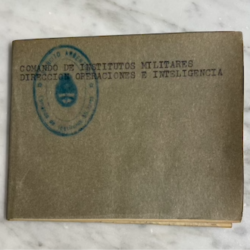 COMANDO DE INSTITUTOS MILITARES
DIRECCION OPERACIONES E INTELIGENCIA